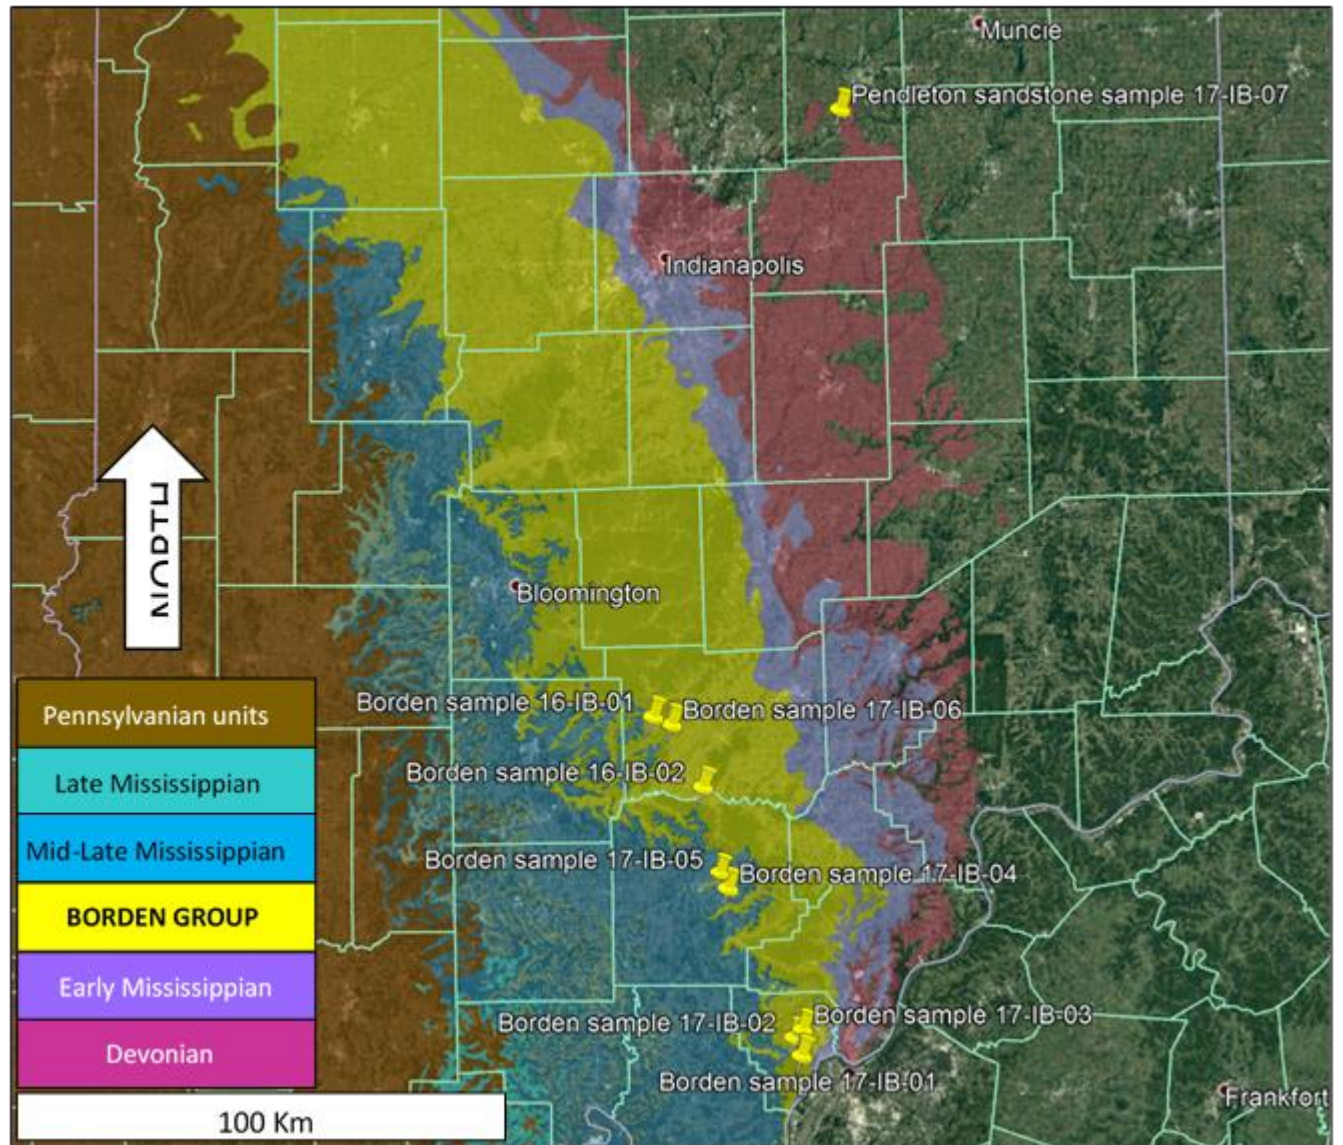 Muncie
Pendleton sandstone sample 17-IB-07
Indianapolis
NORTH
Bloomington
Borden sample 16-IB-01
Borden sample 17-IB-06
Borden sample 16-IB-02
Borden sample 17-IB-05
Borden sample 17-IB-04
Borden sample 17-IB-02
Borden sample 17-IB-03
Borden sample 17-IB-01
Frankfort
Pennsylvanian units
Late Mississippian
Mid-Late Mississippian
BORDEN GROUP
Early Mississippian
Devonian
100 Km